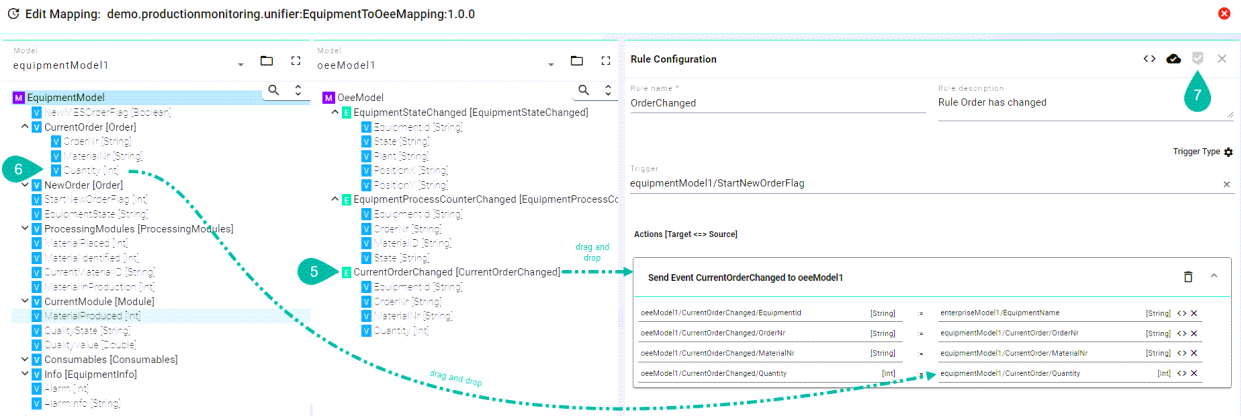 Edit Mapping: demo.productionmonitoring.unifier:EquipmentToOeeMapping:1.0.0
Model
equipmentModel1
M EquipmentModel
V NewMESOrderFlag [Boolean]
V CurrentOrder [Order]
V OrderNr [String]
V MaterialNr [String]
6
V Quantity [Int]
V NewOrder [Order]
V StartNewOrderFlag [Int]
V EquipmentState [String]
V ProcessingModules [ProcessingModules]
V MaterialPlaced [Int]
V MaterialIdentified [Int]
V CurrentMaterialID [String]
V MaterialInProduction [Int]
V CurrentModule [Module]
V MaterialProduced [Int]
V QualityState [String]
V QualityValue [Double]
V Consumables [Consumables]
V Info [EquipmentInfo]
V Alarm [Int]
V AlarmInfo [String]
Model
oeeModel1
M OeeModel
E EquipmentStateChanged [EquipmentStateChanged]
V EquipmentId [String]
V State [String]
V Plant [String]
V PositionX [String]
V PositionY [String]
E EquipmentProcessCounterChanged [EquipmentProcessCo
V EquipmentId [String]
V OrderNr [String]
V MaterialID [String]
V State [String]
5
E CurrentOrderChanged [CurrentOrderChanged]
V EquipmentId [String]
V OrderNr [String]
V MaterialNr [String]
V Quantity [Int]
drag and
drop
drag and drop
Rule Configuration
7
Rule name *
OrderChanged
Rule description
Rule Order has changed
Trigger Type
Trigger
equipmentModel1/StartNewOrderFlag
Actions [Target <=> Source]
Send Event CurrentOrderChanged to oeeModel1
oeeModel1/CurrentOrderChanged/EquipmentId [String] := enterpriseModel1/EquipmentName [String]
oeeModel1/CurrentOrderChanged/OrderNr [String] := equipmentModel1/CurrentOrder/OrderNr [String]
oeeModel1/CurrentOrderChanged/MaterialNr [String] := equipmentModel1/CurrentOrder/MaterialNr [String]
oeeModel1/CurrentOrderChanged/Quantity [Int] := equipmentModel1/CurrentOrder/Quantity [Int]